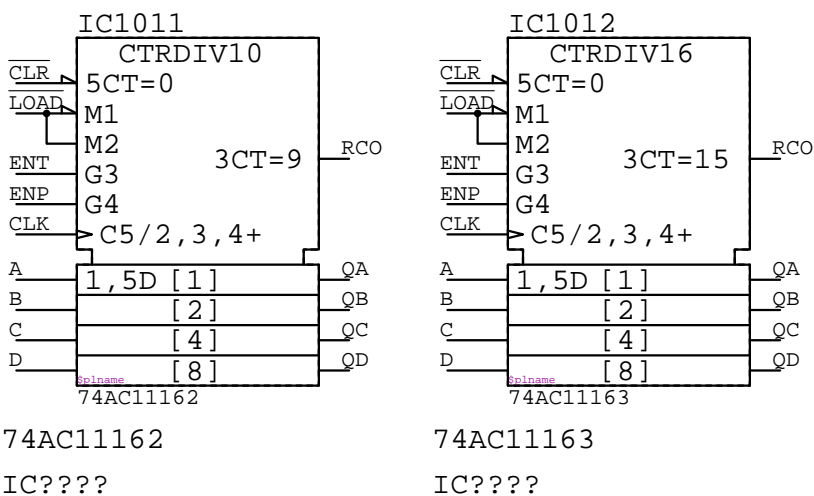 IC1011
CTRDIV10
CLR
5CT=0
LOAD
M1
M2
RCO
ENT
3CT=9
G3
ENP
G4
CLK
C5/2,3,4+
A
1,5D [1]
QA
B
[2]
QB
C
[4]
QC
D
[8]
QD
$plname
74AC11162
74AC11162
IC????
IC1012
CTRDIV16
CLR
5CT=0
LOAD
M1
M2
RCO
ENT
3CT=15
G3
ENP
G4
CLK
C5/2,3,4+
A
1,5D [1]
QA
B
[2]
QB
C
[4]
QC
D
[8]
QD
$plname
74AC11163
74AC11163
IC????